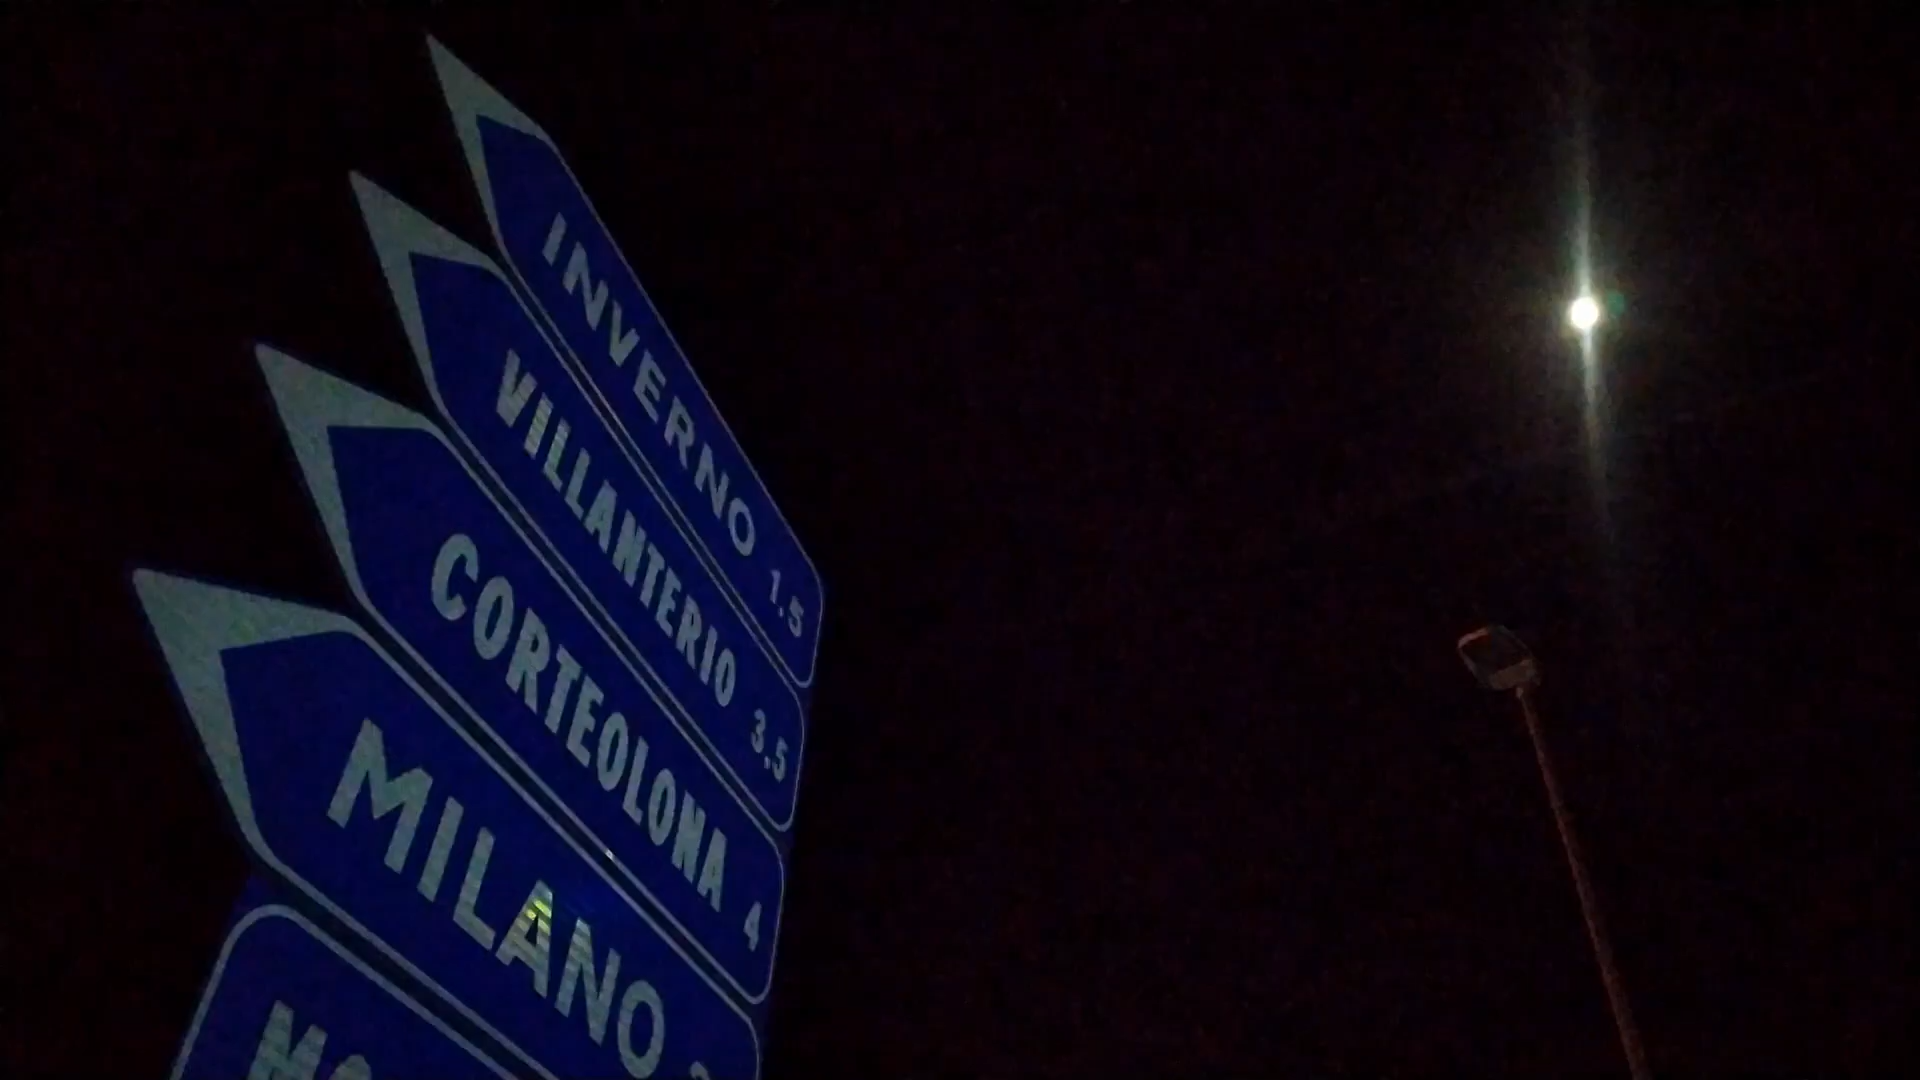 INVERNO 1.5
VILLANTERIO 3,5
CORTEOLONA 4
MILANO